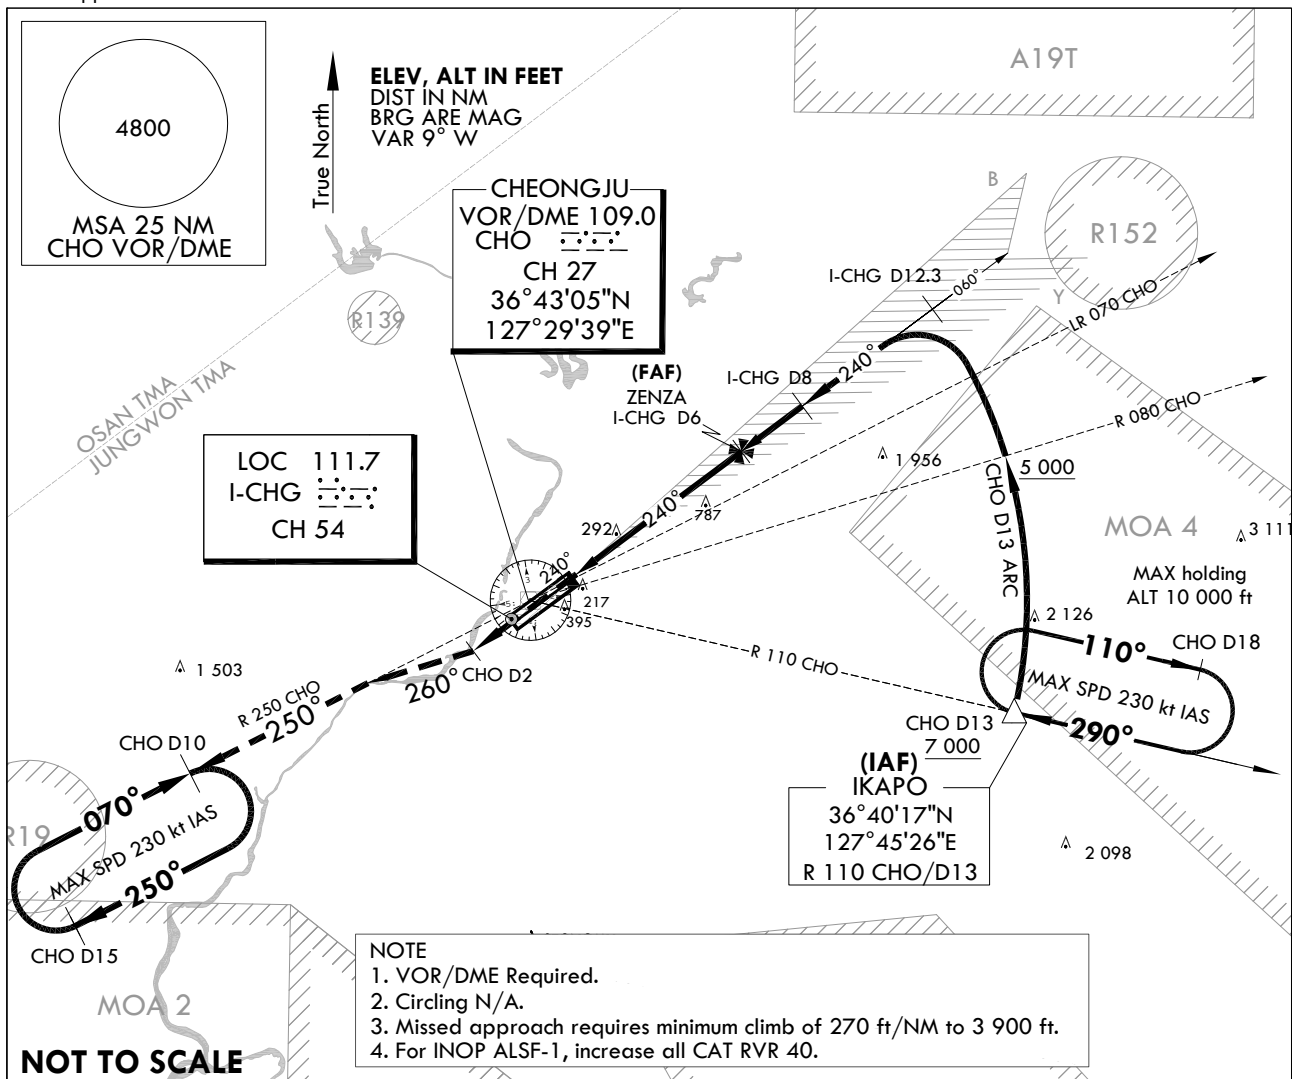 4800
MSA 25 NM
CHO VOR/DME
True North
ELEV, ALT IN FEET
DIST IN NM
BRG ARE MAG
VAR 9° W
A19T
B
R152
Y
R139
CHEONGJU
VOR/DME 109.0
CHO
CH 27
36°43'05"N
127°29'39"E
I-CHG D12.3
060°
LR 070 CHO
(FAF)
ZENZA
I-CHG D6
I-CHG D8
240°
R 080 CHO
OSAN TMA
JUNGWON TMA
LOC 111.7
I-CHG
CH 54
1 956
5 000
CHO D13 ARC
MOA 4
3 111
MAX holding
ALT 10 000 ft
240°
787
292
240°
3
217
395
2 126
110°
CHO D18
MAX SPD 230 kt IAS
290°
R 110 CHO
CHO D13
7 000
(IAF)
IKAPO
36°40'17"N
127°45'26"E
R 110 CHO/D13
2 098
1 503
CHO D2
260°
R 250 CHO
250°
CHO D10
070°
MAX SPD 230 kt IAS
250°
R19
CHO D15
MOA 2
NOTE
1. VOR/DME Required.
2. Circling N/A.
3. Missed approach requires minimum climb of 270 ft/NM to 3 900 ft.
4. For INOP ALSF-1, increase all CAT RVR 40.
NOT TO SCALE